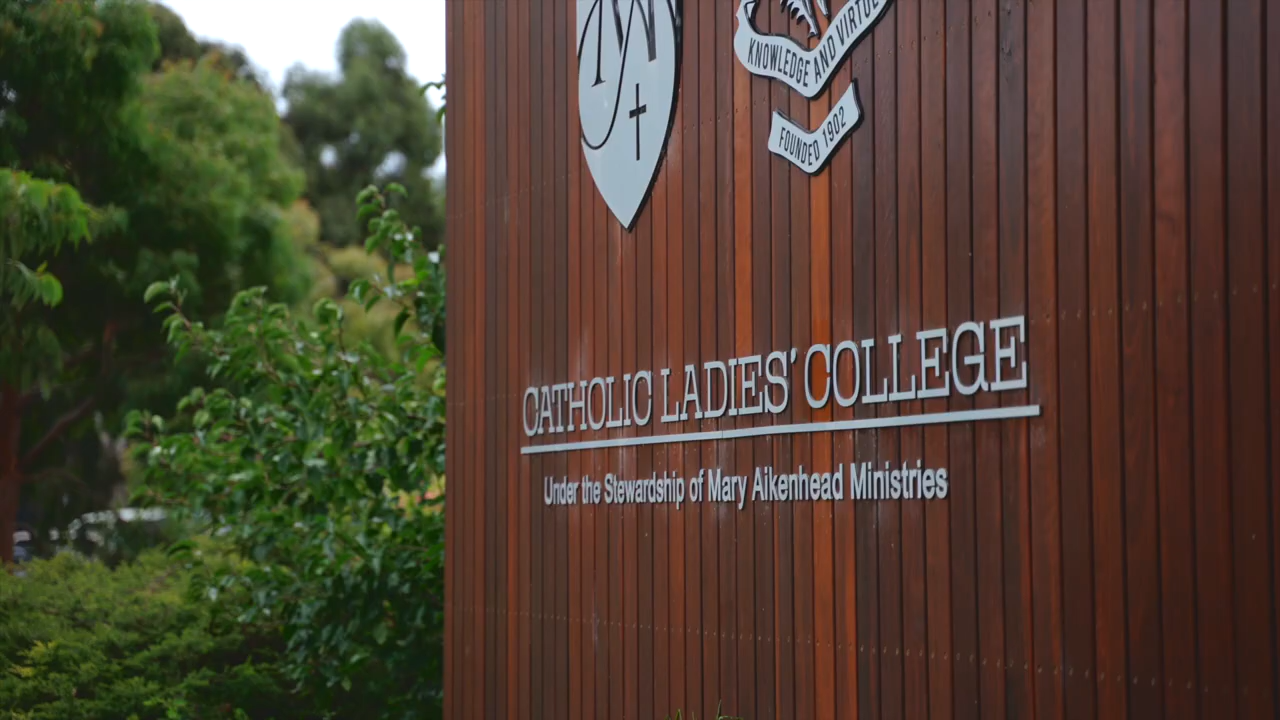 KNOWLEDGE AND VIRTUE
FOUNDED 1902
CATHOLIC LADIES' COLLEGE
Under the Stewardship of Mary Aikenhead Ministries